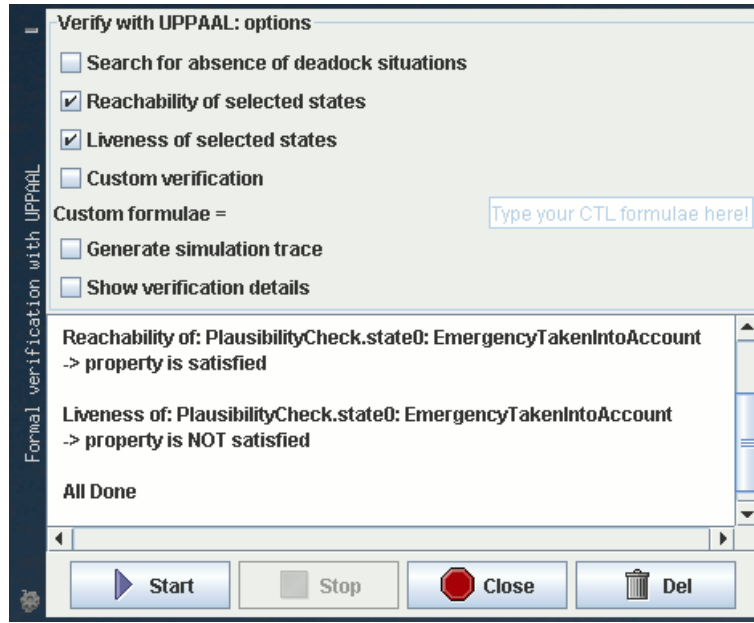 Formal verification with UPPAAL
Verify with UPPAAL: options
Search for absence of deadock situations
Reachability of selected states
Liveness of selected states
Custom verification
Custom formulae =
Type your CTL formulae here!
Generate simulation trace
Show verification details
Reachability of: PlausibilityCheck.state0: EmergencyTakenIntoAccount
-> property is satisfied
Liveness of: PlausibilityCheck.state0: EmergencyTakenIntoAccount
-> property is NOT satisfied
All Done
Start
Stop
Close
Del